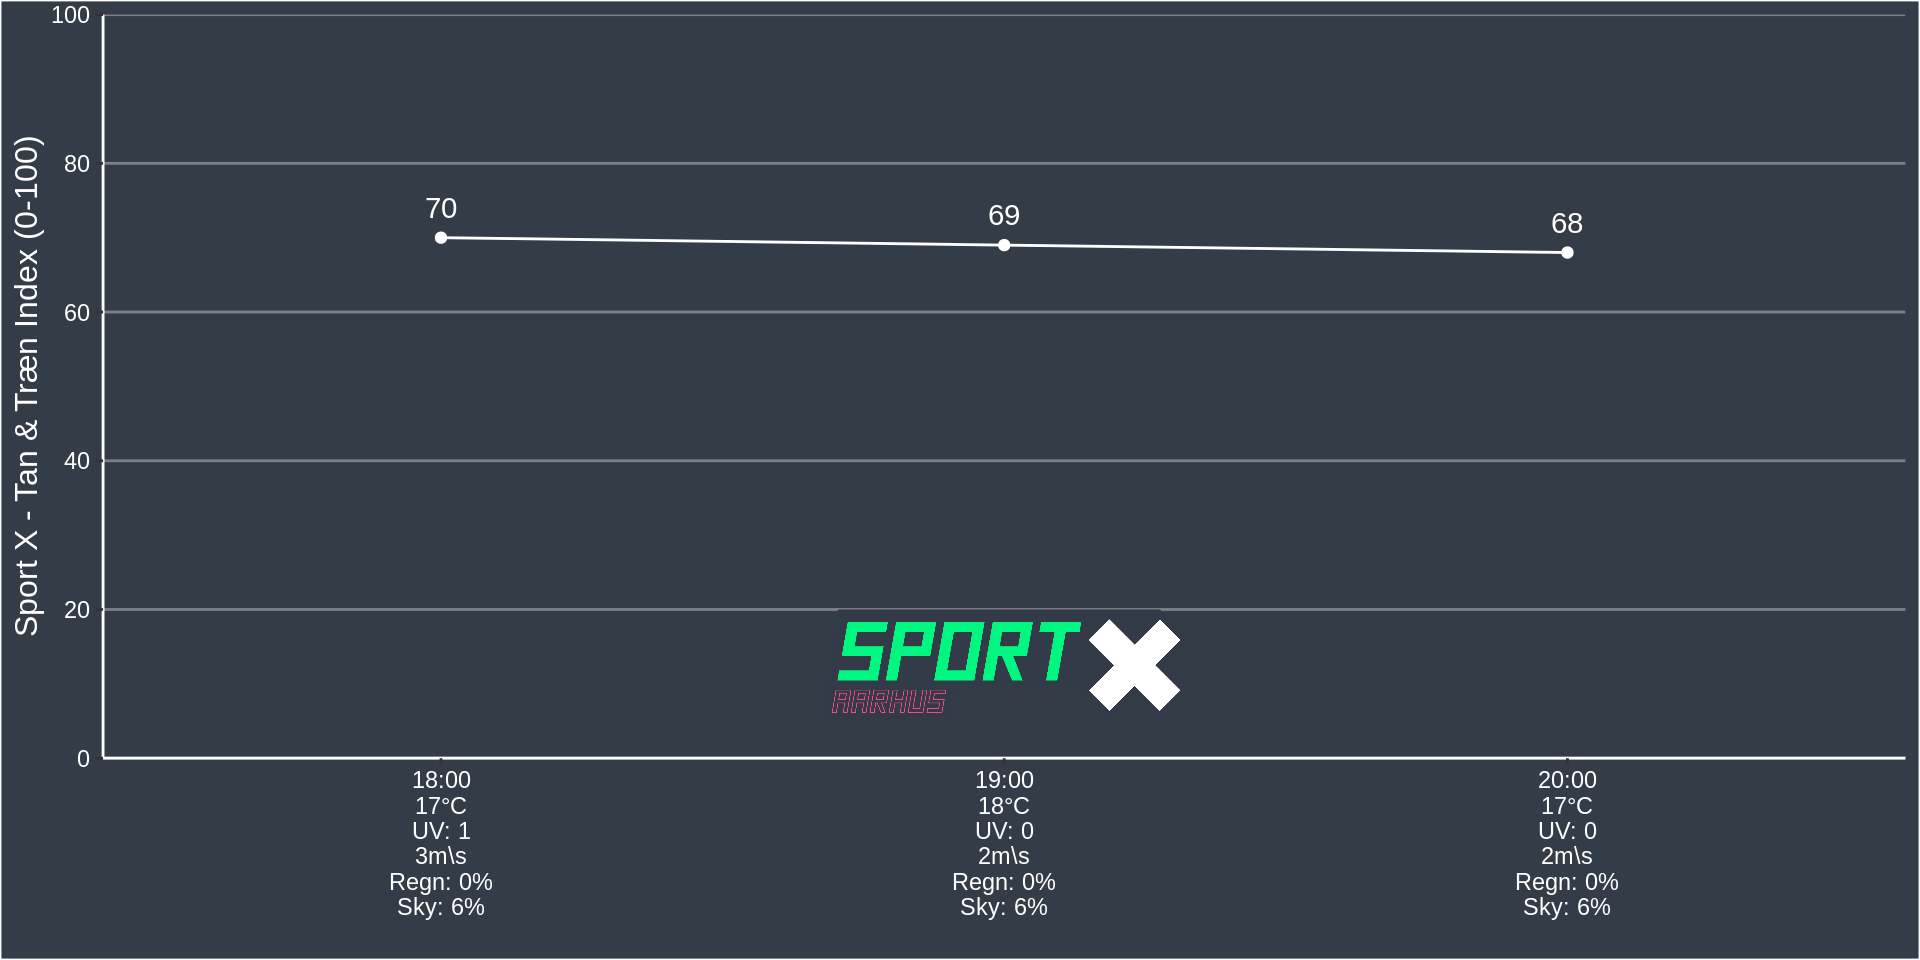 Sport X - Tan & Træn Index (0-100)
100
80
60
40
20
0
70
69
68
SPORT X
AARHUS
18:00
17°C
UV: 1
3m\s
Regn: 0%
Sky: 6%
19:00
18°C
UV: 0
2m\s
Regn: 0%
Sky: 6%
20:00
17°C
UV: 0
2m\s
Regn: 0%
Sky: 6%